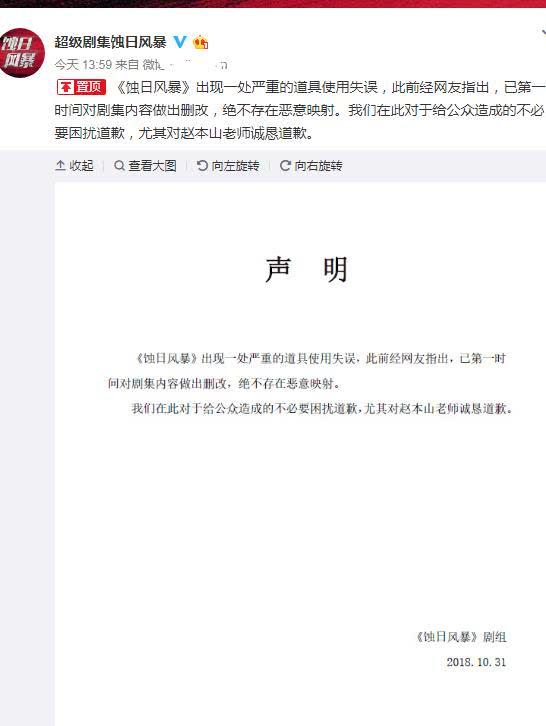 蚀日
风暴
超级剧集蚀日风暴
今天 13:59 来自
置顶 《蚀日风暴》出现一处严重的道具使用失误，此前经网友指出，已第一
时间对剧集内容做出删改，绝不存在恶意映射。我们在此对于给公众造成的不必
要困扰道歉，尤其对赵本山老师诚恳道歉。
收起 查看大图 向左旋转 向右旋转
声 明
《蚀日风暴》出现一处严重的道具使用失误，此前经网友指出，已第一时
间对剧集内容做出删改，绝不存在恶意映射。
我们在此对于给公众造成的不必要困扰道歉，尤其对赵本山老师诚恳道歉。
《蚀日风暴》剧组
2018.10.31